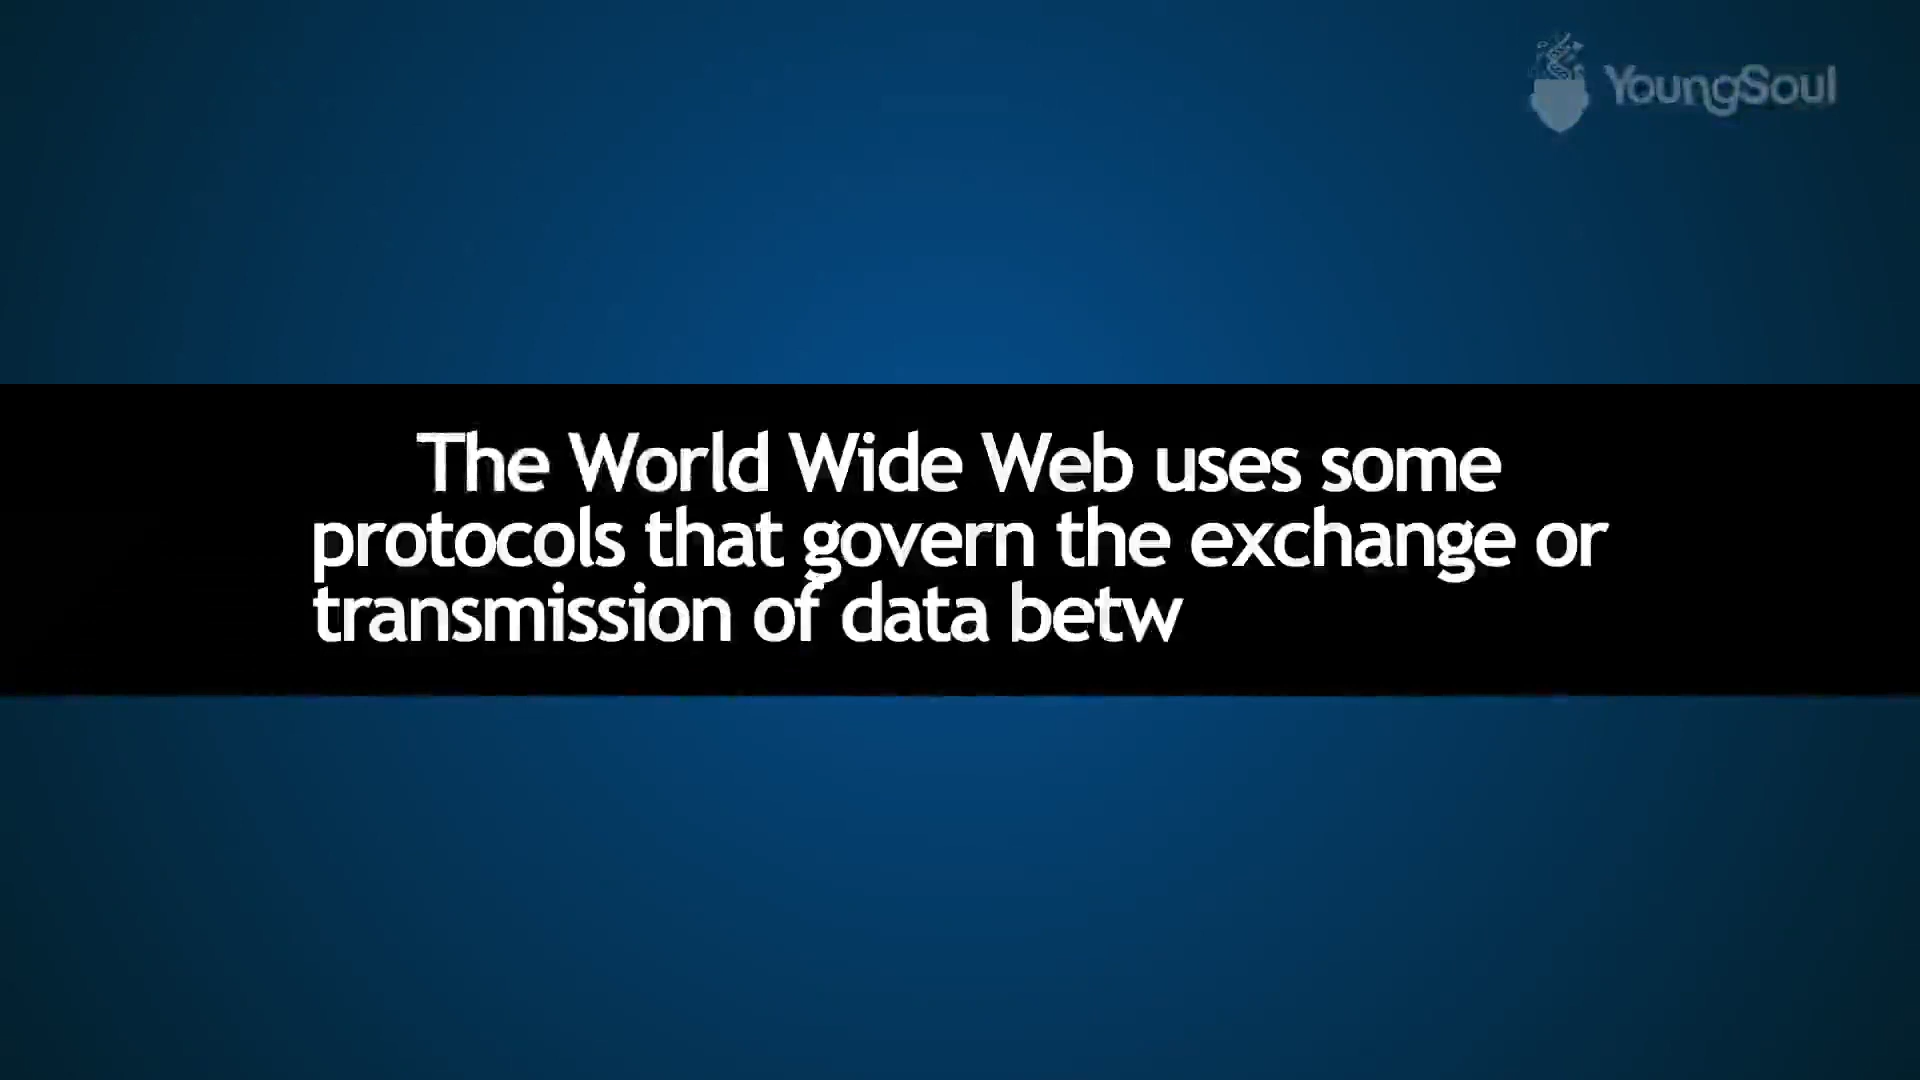 YoungSoul
The World Wide Web uses some
protocols that govern the exchange or
transmission of data betw